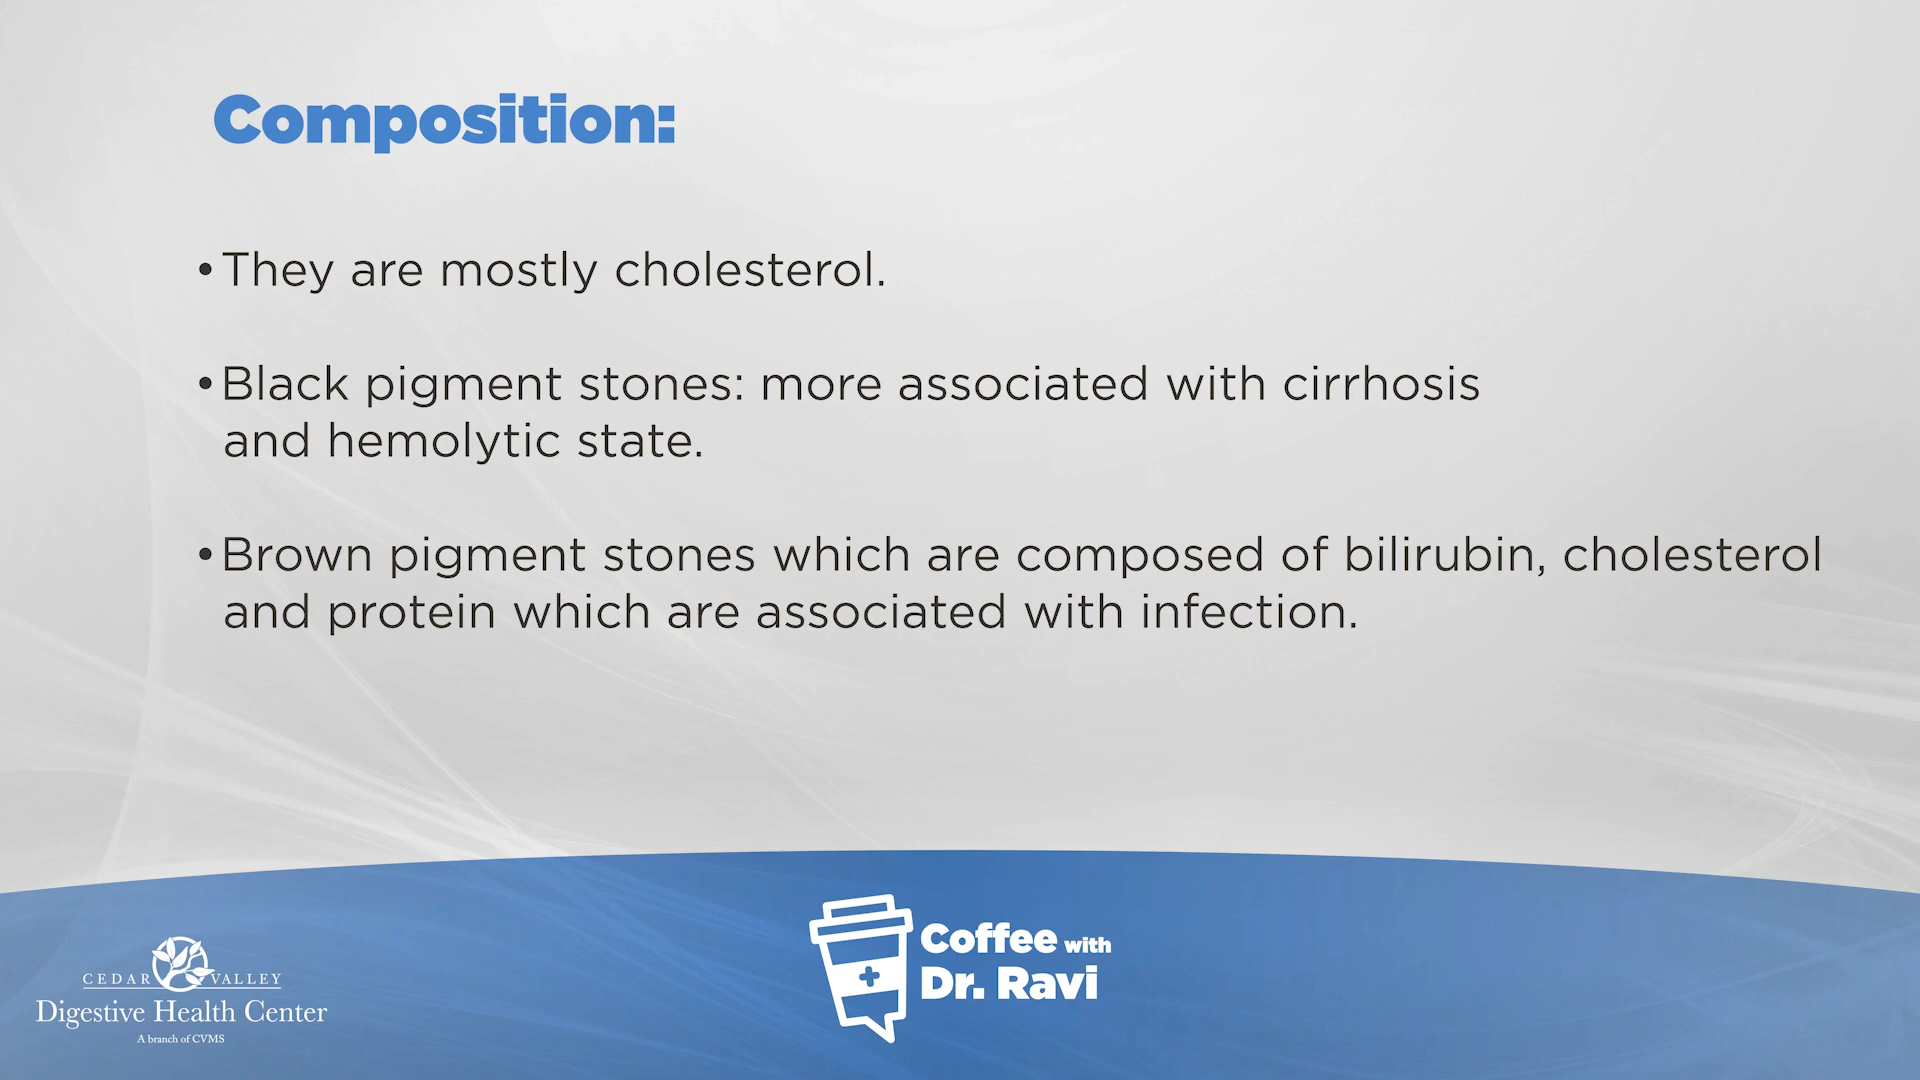 Composition:
•They are mostly cholesterol.
•Black pigment stones: more associated with cirrhosis
and hemolytic state.
•Brown pigment stones which are composed of bilirubin, cholesterol
and protein which are associated with infection.
CEDAR VALLEY
Digestive Health Center
A branch of CVMS
Coffee with
Dr. Ravi